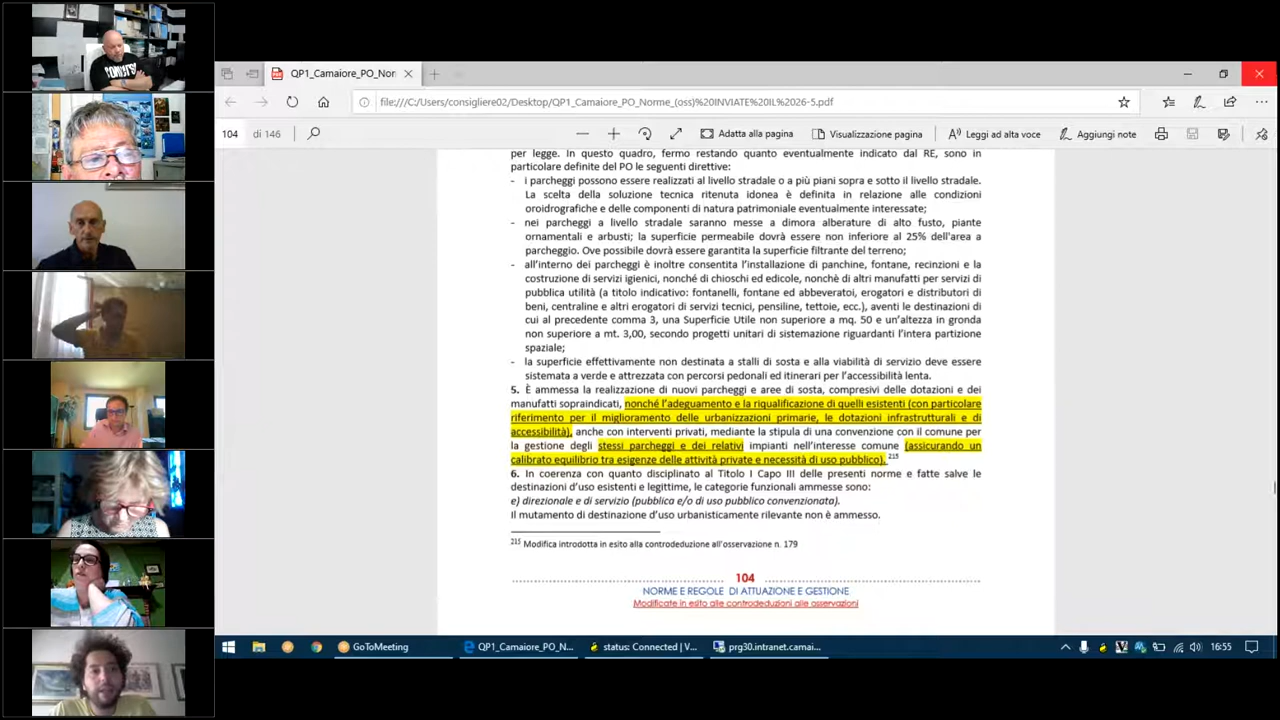 QP1_Camaiore_PO_Non
file:///C:/Users/consigliere02/Desktop/QP1_Camaiore_PO_Norme_(oss)%20INVIATE%20IL%2026-5.pdf
104 di 146
Adatta alla pagina
Visualizzazione pagina
Leggi ad alta voce
Aggiungi note
per legge. In questo quadro, fermo restando quanto eventualmente indicato dal RE, sono in
particolare definite del PO le seguenti direttive:
- i parcheggi possono essere realizzati al livello stradale o a più piani sopra e sotto il livello stradale.
La scelta della soluzione tecnica ritenuta idonea è definita in relazione alle condizioni
oroidrografiche e delle componenti di natura patrimoniale eventualmente interessate;
- nei parcheggi a livello stradale saranno messe a dimora alberature di alto fusto, piante
ornamentali e arbusti; la superficie permeabile dovrà essere non inferiore al 25% dell'area a
parcheggio. Ove possibile dovrà essere garantita la superficie filtrante del terreno;
- all'interno dei parcheggi è inoltre consentita l'installazione di panchine, fontane, recinzioni e la
costruzione di servizi igienici, nonché di chioschi ed edicole, nonchè di altri manufatti per servizi di
pubblica utilità (a titolo indicativo: fontanelli, fontane ed abbeveratoi, erogatori e distributori di
beni, centraline e altri erogatori di servizi tecnici, pensiline, tettoie, ecc.), aventi le destinazioni di
cui al precedente comma 3, una Superficie Utile non superiore a mq. 50 e un'altezza in gronda
non superiore a mt. 3,00, secondo progetti unitari di sistemazione riguardanti l'intera partizione
spaziale;
- la superficie effettivamente non destinata a stalli di sosta e alla viabilità di servizio deve essere
sistemata a verde e attrezzata con percorsi pedonali ed itinerari per l'accessibilità lenta.
5. È ammessa la realizzazione di nuovi parcheggi e aree di sosta, compresivi delle dotazioni e dei
manufatti sopraindicati, nonché l'adeguamento e la riqualificazione di quelli esistenti (con particolare
riferimento per il miglioramento delle urbanizzazioni primarie, le dotazioni infrastrutturali e di
accessibilità), anche con interventi privati, mediante la stipula di una convenzione con il comune per
la gestione degli stessi parcheggi e dei relativi impianti nell'interesse comune (assicurando un
calibrato equilibrio tra esigenze delle attività private e necessità di uso pubblico). 215
6. In coerenza con quanto disciplinato al Titolo I Capo III delle presenti norme e fatte salve le
destinazioni d'uso esistenti e legittime, le categorie funzionali ammesse sono:
e) direzionale e di servizio (pubblica e/o di uso pubblico convenzionata).
Il mutamento di destinazione d'uso urbanisticamente rilevante non è ammesso.
215 Modifica introdotta in esito alla controdeduzione all'osservazione n. 179
104
NORME E REGOLE DI ATTUAZIONE E GESTIONE
Modificate in esito alle controdeduzioni alle osservazioni
GoToMeeting
QP1_Camaiore_PO_N...
status: Connected | V...
prg30.intranet.camai...
16:55